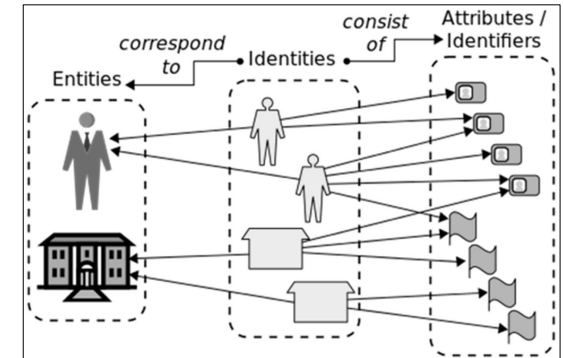 Entities
correspond
to
Identities
consist
of
Attributes /
Identifiers